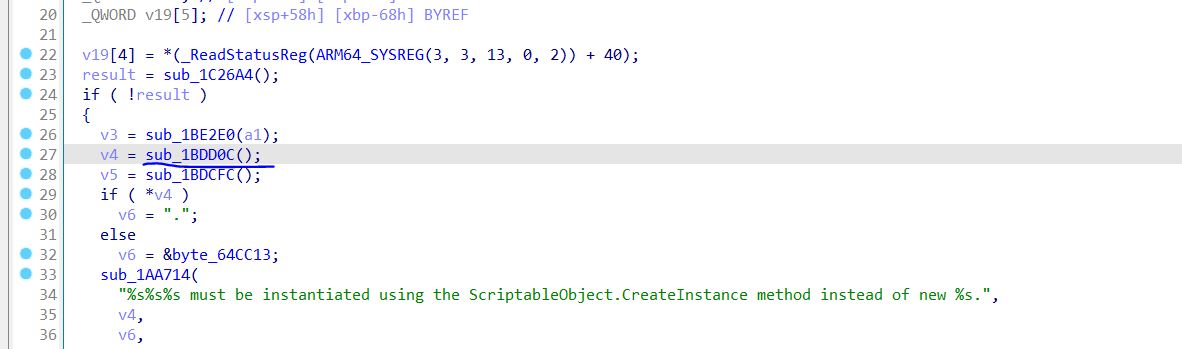 20 _QWORD v19[5]; // [xsp+58h] [xbp-68h] BYREF
21
22 v19[4] = *(_ReadStatusReg(ARM64_SYSREG(3, 3, 13, 0, 2)) + 40);
23 result = sub_1C26A4();
24 if ( !result )
25 {
26 v3 = sub_1BE2E0(a1);
27 v4 = sub_1BDD0C();
28 v5 = sub_1BDCFC();
29 if ( *v4 )
30 v6 = ".";
31 else
32 v6 = &byte_64CC13;
33 sub_1AA714(
34 "%s%s%s must be instantiated using the ScriptableObject.CreateInstance method instead of new %s.",
35 v4,
36 v6,